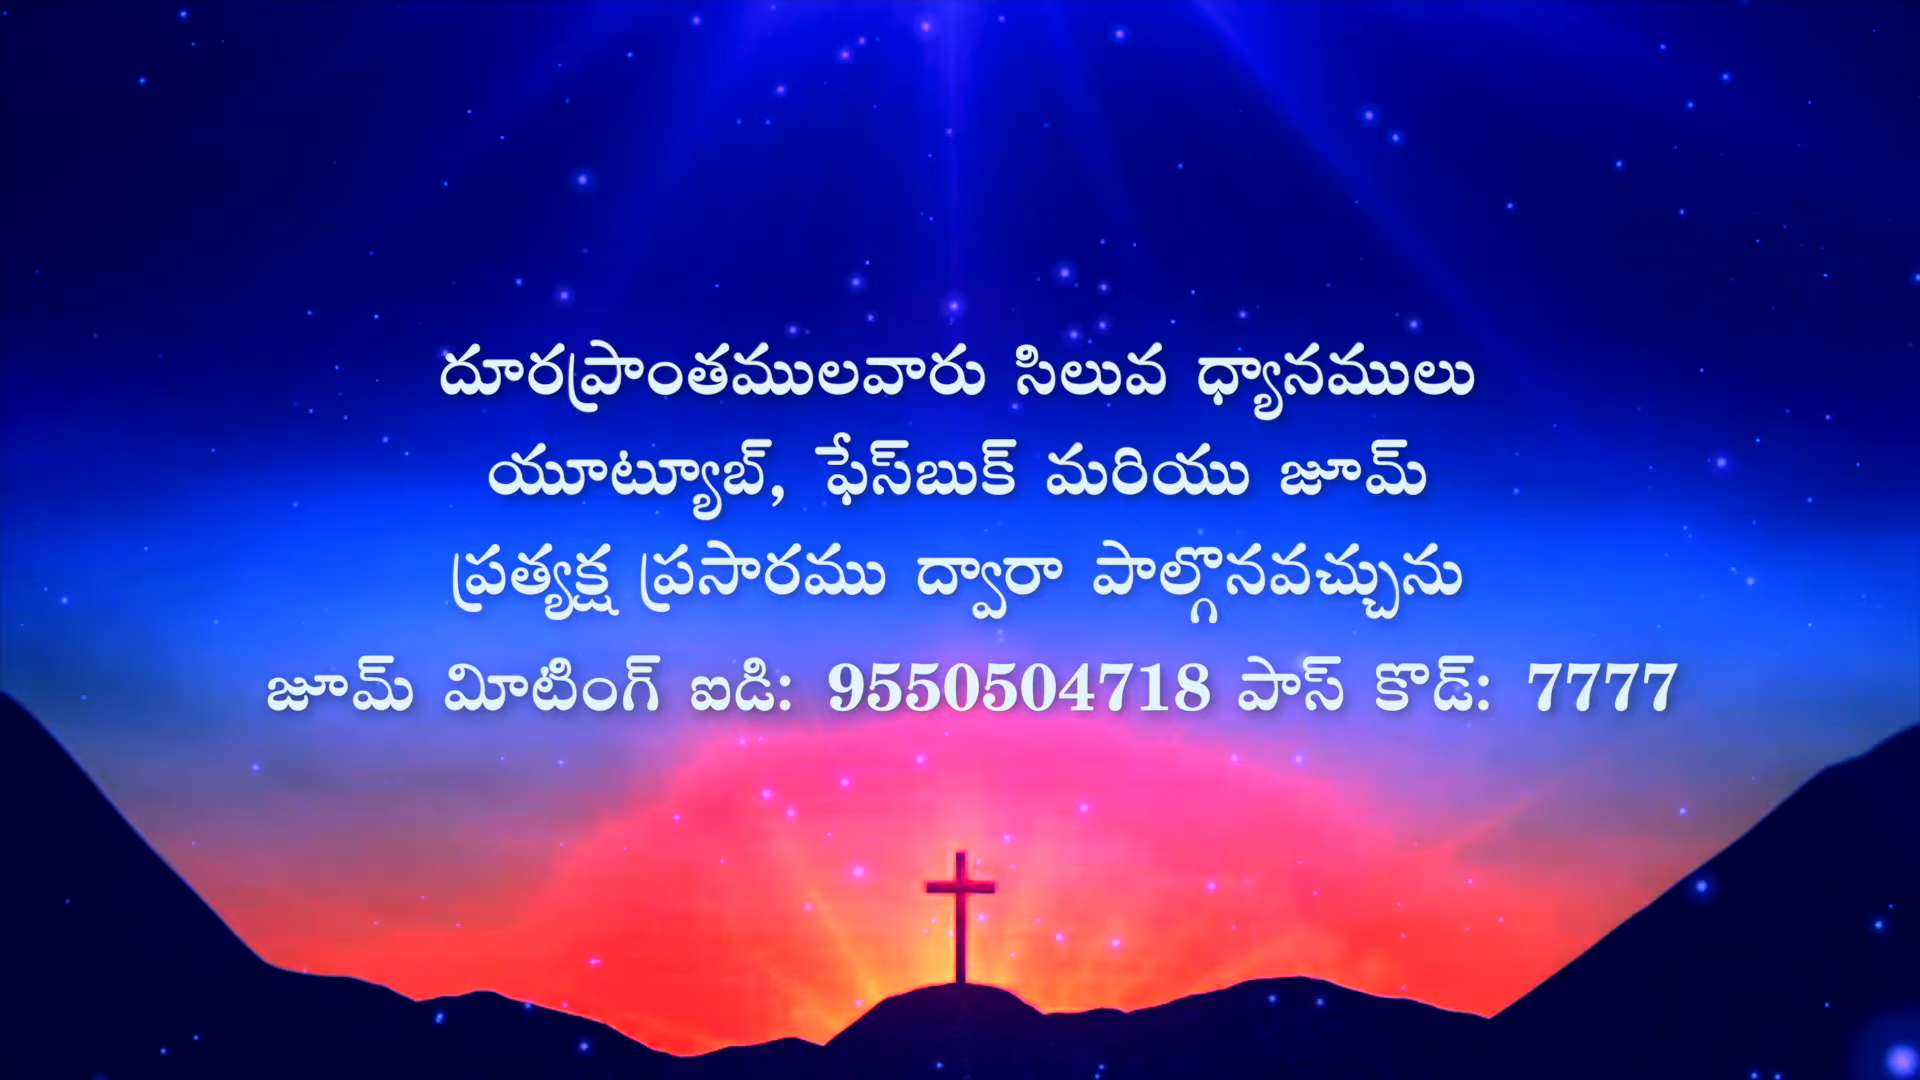 దూరప్రాంతములవారు సిలువ ధ్యానములు
యూట్యూబ్, ఫేస్‌బుక్ మరియు జూమ్
ప్రత్యక్ష ప్రసారము ద్వారా పాల్గొనవచ్చును
జూమ్ మీటింగ్ ఐడి: 9550504718 పాస్ కొడ్: 7777